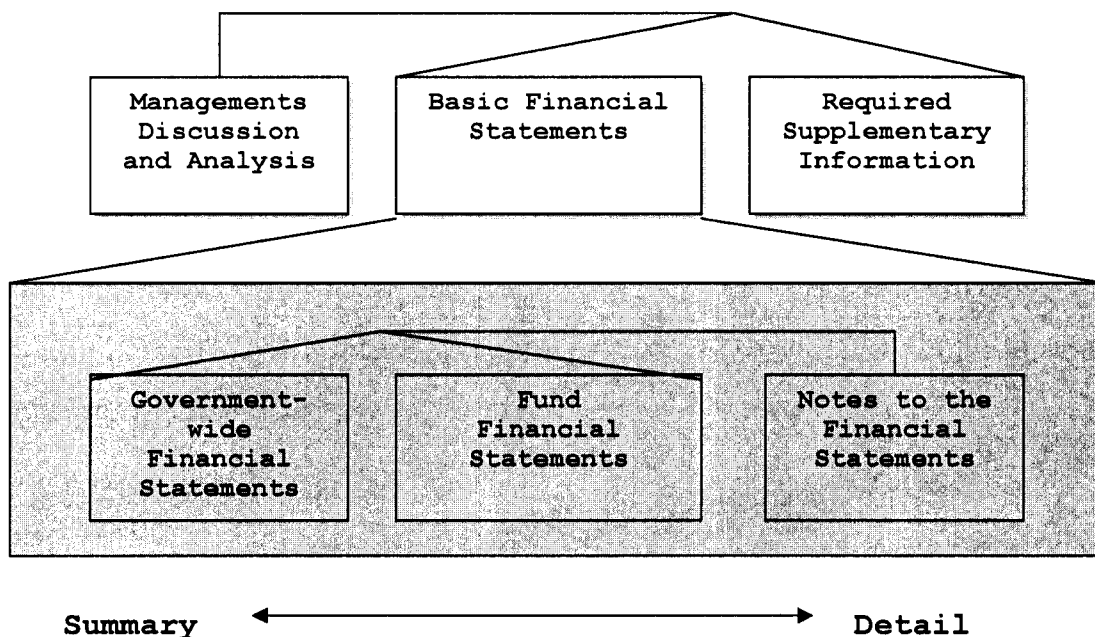 Managements
Discussion
and Analysis
Basic Financial
Statements
Required
Supplementary
Information
Government-
wide
Financial
Statements
Fund
Financial
Statements
Notes to the
Financial
Statements
Summary
Detail